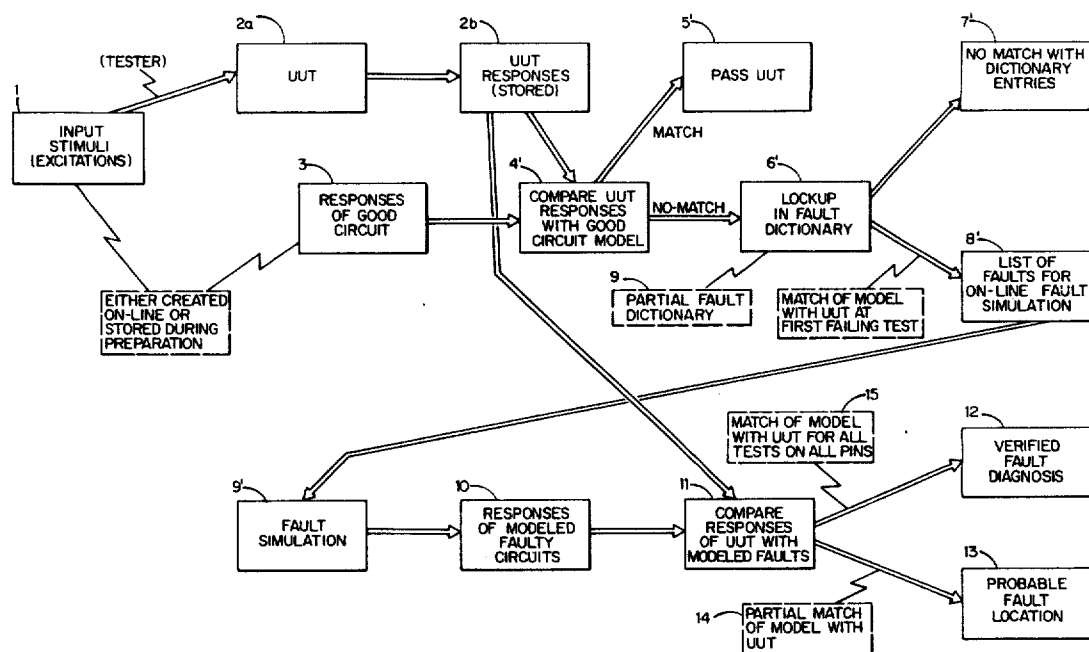 1
INPUT
STIMULI
(EXCITATIONS)
(TESTER)
2a
UUT
2b
UUT
RESPONSES
(STORED)
5'
PASS UUT
7'
NO MATCH WITH
DICTIONARY
ENTRIES
MATCH
3
RESPONSES
OF GOOD
CIRCUIT
4'
COMPARE UUT
RESPONSES
WITH GOOD
CIRCUIT MODEL
NO-MATCH
6'
LOCKUP
IN FAULT
DICTIONARY
8'
LIST OF
FAULTS FOR
ON-LINE FAULT
SIMULATION
EITHER CREATED
ON-LINE OR
STORED DURING
PREPARATION
9
PARTIAL FAULT
DICTIONARY
MATCH OF MODEL
WITH UUT AT
FIRST FAILING TEST
15
MATCH OF MODEL
WITH UUT FOR ALL
TESTS ON ALL PINS
12
VERIFIED
FAULT
DIAGNOSIS
9'
FAULT
SIMULATION
10
RESPONSES
OF MODELED
FAULTY
CIRCUITS
11
COMPARE
RESPONSES
OF UUT WITH
MODELED FAULTS
13
PROBABLE
FAULT
LOCATION
14
PARTIAL MATCH
OF MODEL WITH
UUT